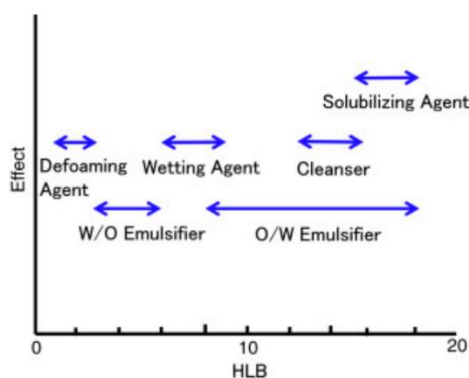 Solubilizing Agent
Effect
Defoaming
Agent
Wetting Agent
Cleanser
W/O Emulsifier
O/W Emulsifier
0
10
20
HLB